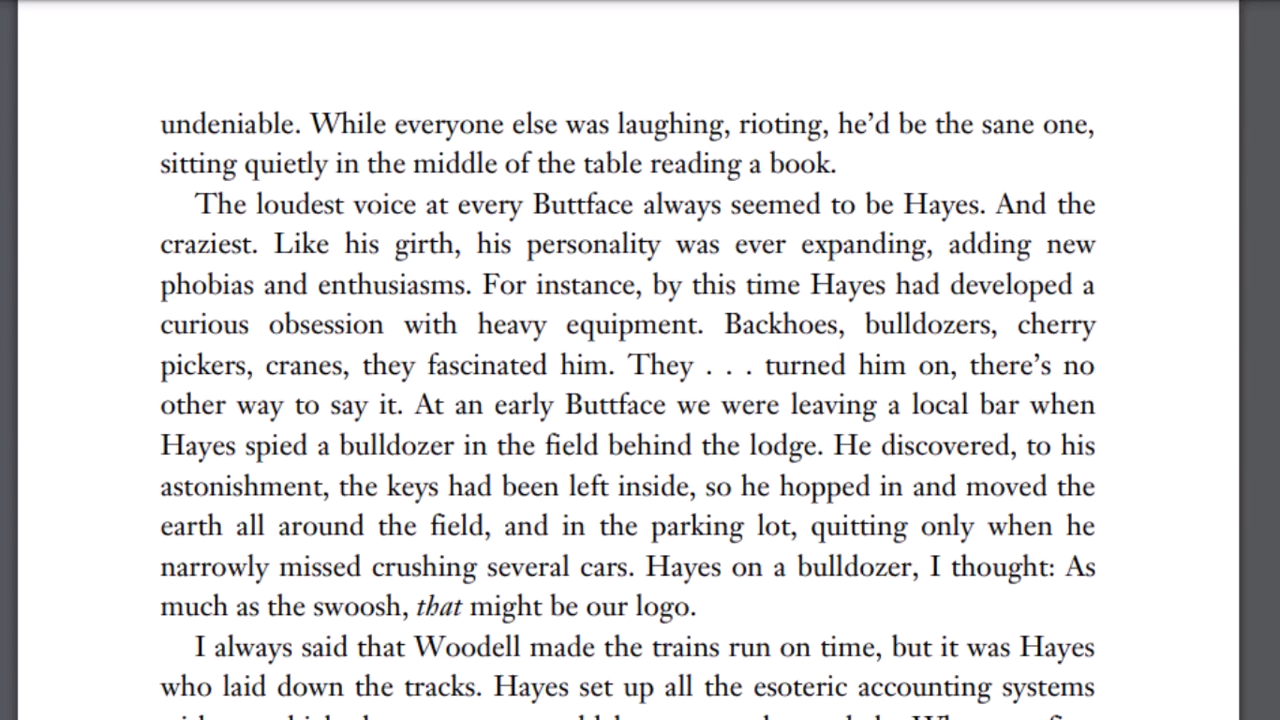 undeniable. While everyone else was laughing, rioting, he’d be the sane one,
sitting quietly in the middle of the table reading a book.
The loudest voice at every Buttface always seemed to be Hayes. And the
craziest. Like his girth, his personality was ever expanding, adding new
phobias and enthusiasms. For instance, by this time Hayes had developed a
curious obsession with heavy equipment. Backhoes, bulldozers, cherry
pickers, cranes, they fascinated him. They . . . turned him on, there’s no
other way to say it. At an early Buttface we were leaving a local bar when
Hayes spied a bulldozer in the field behind the lodge. He discovered, to his
astonishment, the keys had been left inside, so he hopped in and moved the
earth all around the field, and in the parking lot, quitting only when he
narrowly missed crushing several cars. Hayes on a bulldozer, I thought: As
much as the swoosh, that might be our logo.
I always said that Woodell made the trains run on time, but it was Hayes
who laid down the tracks. Hayes set up all the esoteric accounting systems